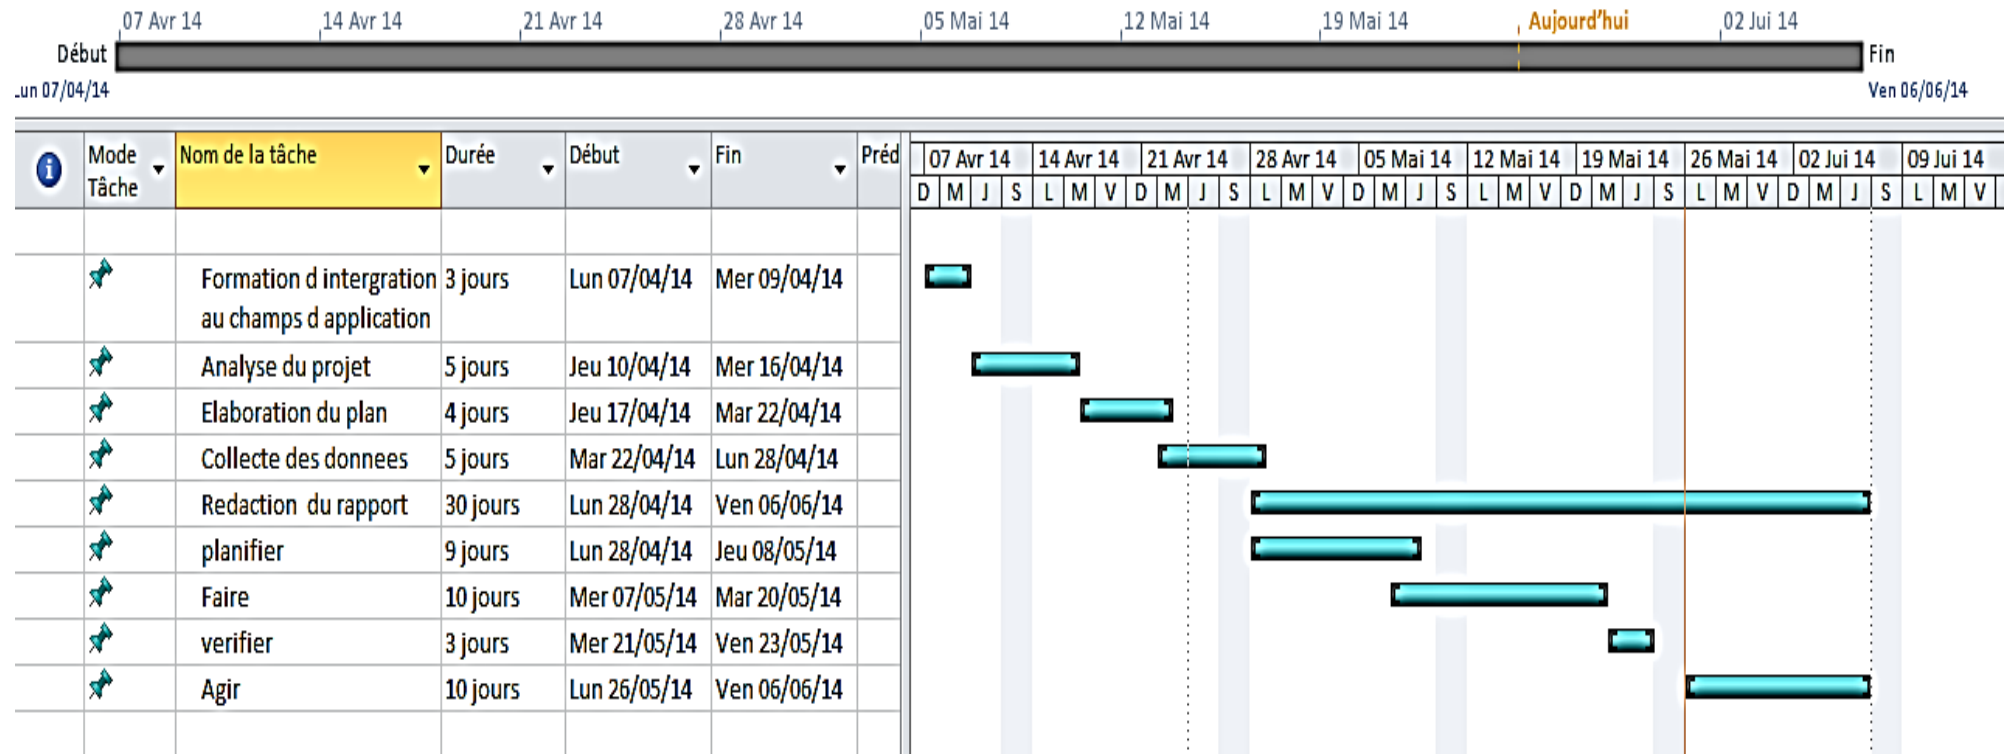 07 Avr 14 14 Avr 14 21 Avr 14 28 Avr 14 05 Mai 14 12 Mai 14 19 Mai 14 Aujourd'hui 02 Jui 14
Début Fin
Lun 07/04/14 Ven 06/06/14
Mode Tâche Nom de la tâche Durée Début Fin Préd
07 Avr 14 14 Avr 14 21 Avr 14 28 Avr 14 05 Mai 14 12 Mai 14 19 Mai 14 26 Mai 14 02 Jui 14 09 Jui 14
D M J S L M V D M J S L M V D M J S L M V D M J S L M V D M J S L M V
Formation d intergration 3 jours Lun 07/04/14 Mer 09/04/14
au champs d application
Analyse du projet 5 jours Jeu 10/04/14 Mer 16/04/14
Elaboration du plan 4 jours Jeu 17/04/14 Mar 22/04/14
Collecte des donnees 5 jours Mar 22/04/14 Lun 28/04/14
Redaction du rapport 30 jours Lun 28/04/14 Ven 06/06/14
planifier 9 jours Lun 28/04/14 Jeu 08/05/14
Faire 10 jours Mer 07/05/14 Mar 20/05/14
verifier 3 jours Mer 21/05/14 Ven 23/05/14
Agir 10 jours Lun 26/05/14 Ven 06/06/14